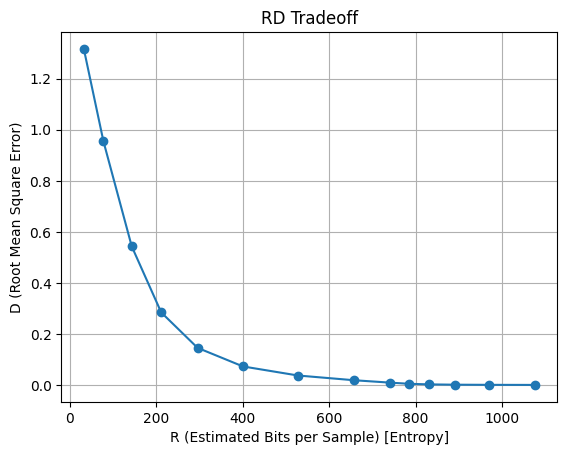 RD Tradeoff
D (Root Mean Square Error)
1.2
1.0
0.8
0.6
0.4
0.2
0.0
0 200 400 600 800 1000
R (Estimated Bits per Sample) [Entropy]